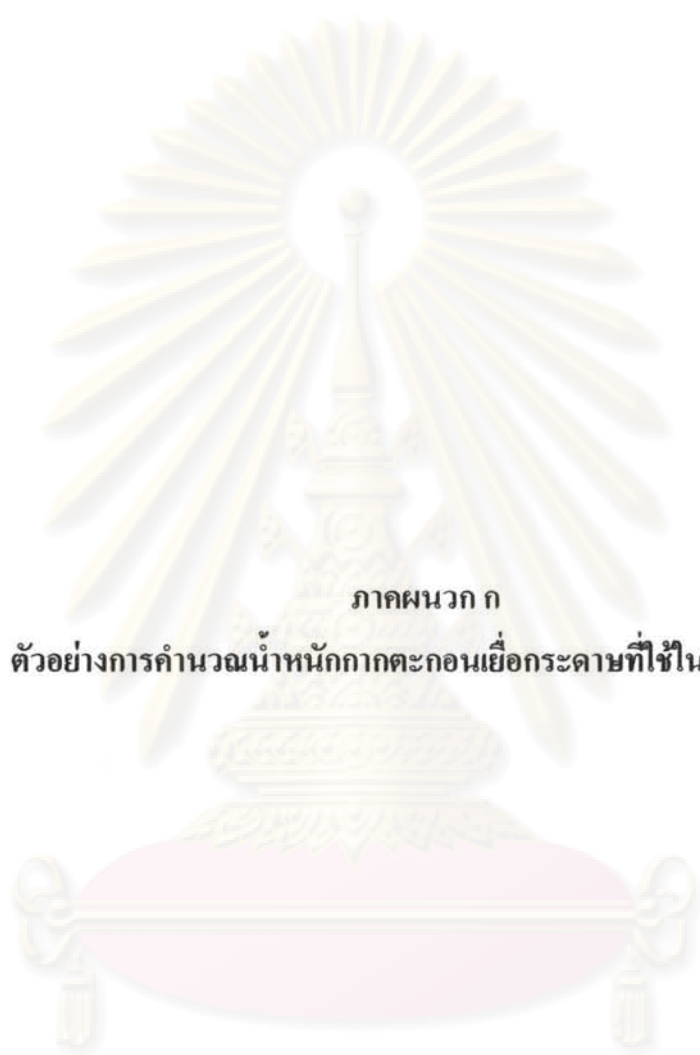 ภาคผนวก ก
ตัวอย่างการคำนวณน้ำหนักกากตะกอนเยื่อกระดาษที่ใช้ใน